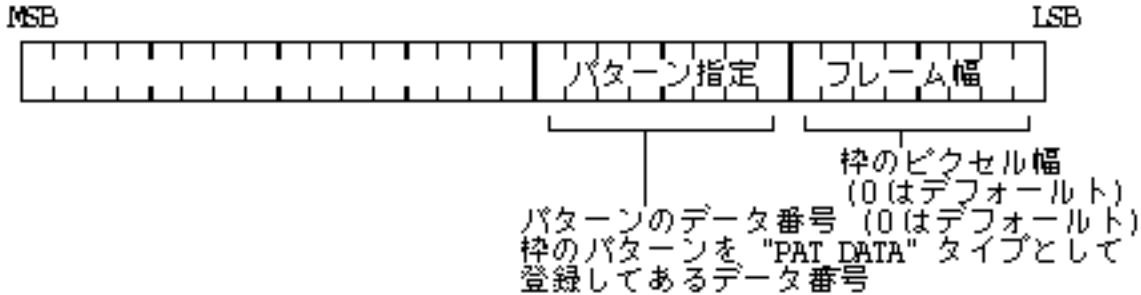 MSB LSB
パターン指定 フレーム幅
枠のピクセル幅
(0はデフォールト)
パターンのデータ番号 (0はデフォールト)
枠のパターンを "PAT_DATA" タイプとして
登録してあるデータ番号